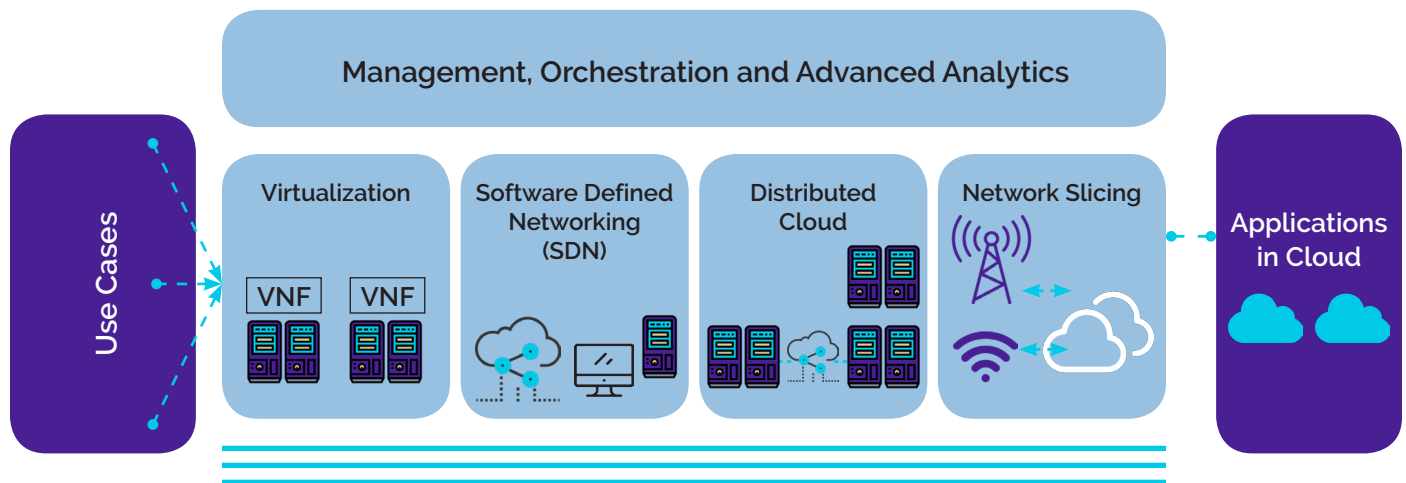 Management, Orchestration and Advanced Analytics
Use Cases
Virtualization
VNF
VNF
Software Defined
Networking
(SDN)
Distributed
Cloud
Network Slicing
Applications
in Cloud